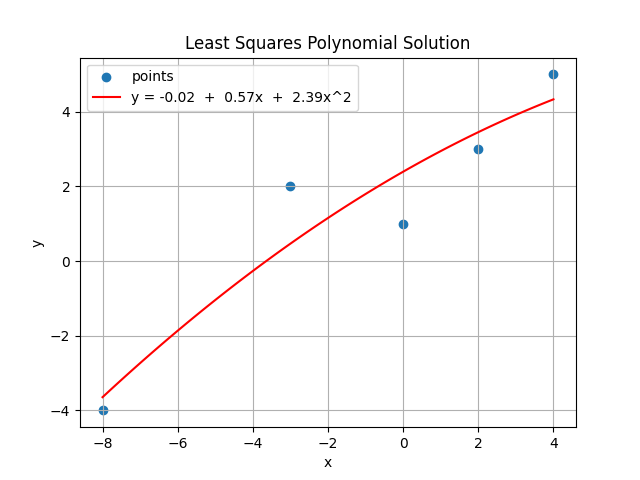 Least Squares Polynomial Solution
points
y = -0.02  +  0.57x  +  2.39x^2
4
2
0
−2
−4
y
−8 −6 −4 −2 0 2 4
x